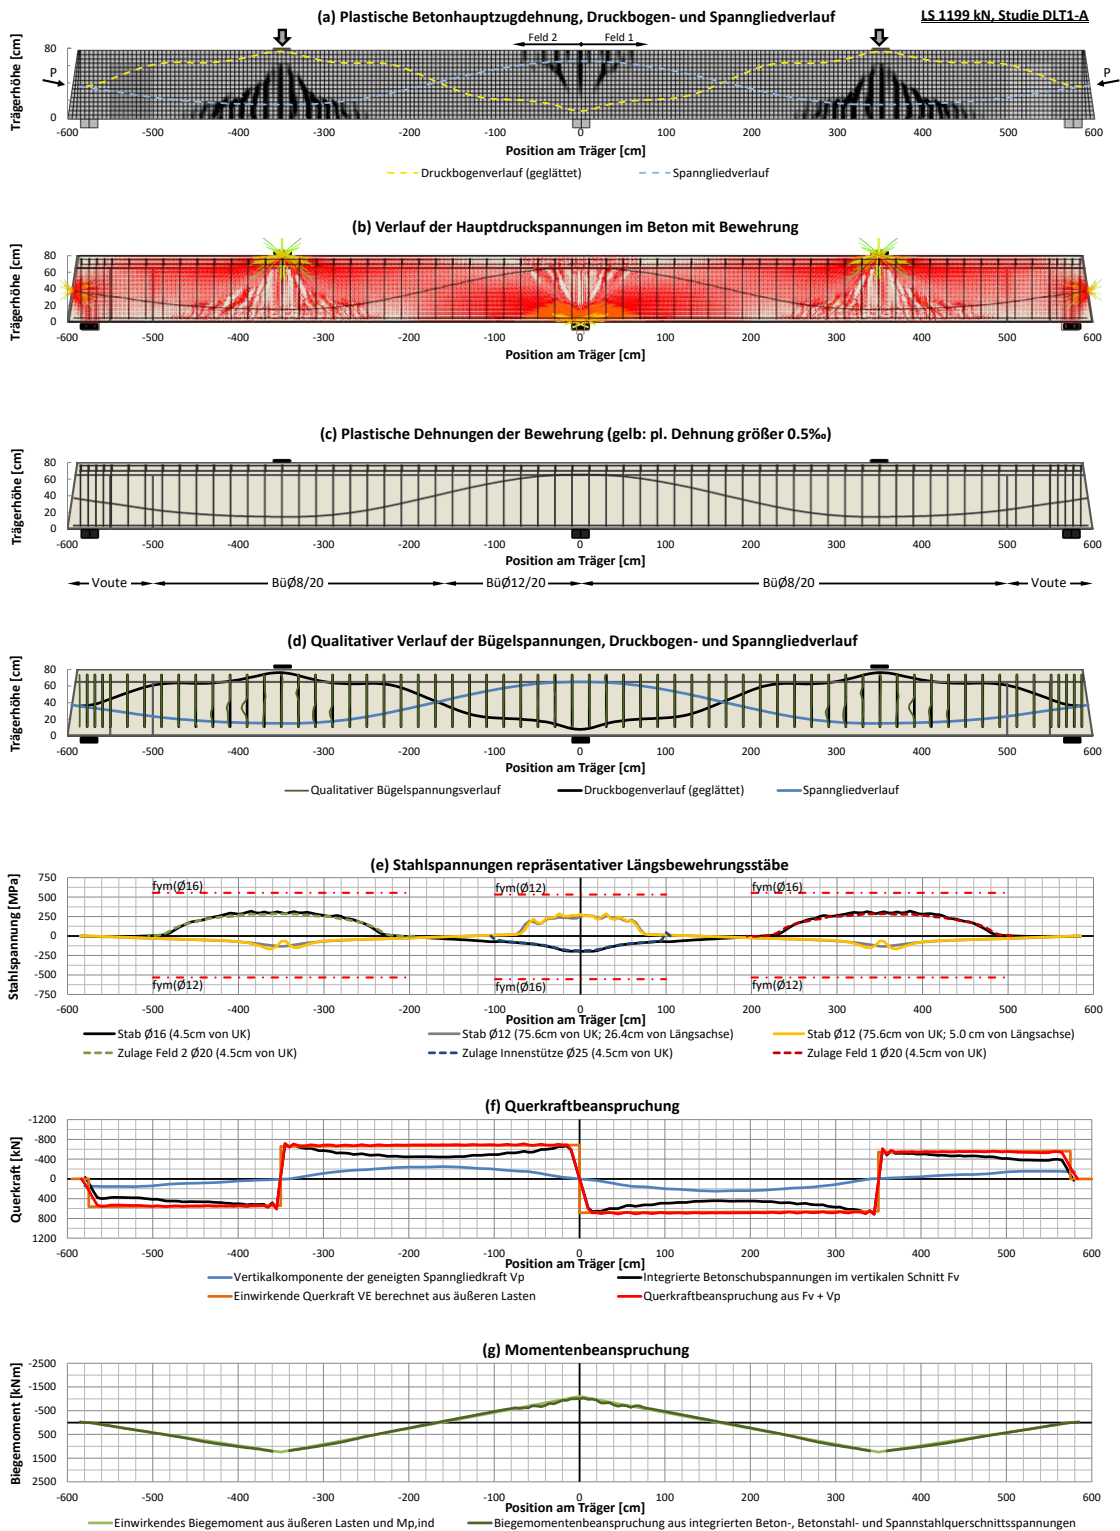 (a) Plastische Betonhauptzugdehnung, Druckbogen- und Spanngliedverlauf
LS 1199 kN, Studie DLT1-A
Feld 2 Feld 1
Trägerhöhe [cm]
80
40
0
P
P
-600 -500 -400 -300 -200 -100 0 100 200 300 400 500 600
Position am Träger [cm]
Druckbogenverlauf (geglättet) Spanngliedverlauf
(b) Verlauf der Hauptdruckspannungen im Beton mit Bewehrung
Trägerhöhe [cm]
80
60
40
20
0
-600 -500 -400 -300 -200 -100 0 100 200 300 400 500 600
Position am Träger [cm]
(c) Plastische Dehnungen der Bewehrung (gelb: pl. Dehnung größer 0.5‰)
Trägerhöhe [cm]
80
60
40
20
0
-600 -500 -400 -300 -200 -100 0 100 200 300 400 500 600
Position am Träger [cm]
Voute BüØ8/20 BüØ12/20 BüØ8/20 Voute
(d) Qualitativer Verlauf der Bügelspannungen, Druckbogen- und Spanngliedverlauf
Trägerhöhe [cm]
80
60
40
20
0
-600 -500 -400 -300 -200 -100 0 100 200 300 400 500 600
Position am Träger [cm]
Qualitativer Bügelspannungsverlauf Druckbogenverlauf (geglättet) Spanngliedverlauf
(e) Stahlspannungen repräsentativer Längsbewehrungsstäbe
Stahlspannung [MPa]
750
500
250
0
-250
-500
-750
fym(Ø16) fym(Ø12) fym(Ø16)
fym(Ø12) fym(Ø16) fym(Ø12)
-600 -500 -400 -300 -200 -100 0 100 200 300 400 500 600
Position am Träger [cm]
Stab Ø16 (4.5cm von UK) Stab Ø12 (75.6cm von UK; 26.4cm von Längsachse) Stab Ø12 (75.6cm von UK; 5.0 cm von Längsachse)
Zulage Feld 2 Ø20 (4.5cm von UK) Zulage Innenstütze Ø25 (4.5cm von UK) Zulage Feld 1 Ø20 (4.5cm von UK)
(f) Querkraftbeanspruchung
Querkraft [kN]
-1200
-800
-400
0
400
800
1200
-600 -500 -400 -300 -200 -100 0 100 200 300 400 500 600
Position am Träger [cm]
Vertikalkomponente der geneigten Spanngliedkraft Vp Integrierte Betonschubspannungen im vertikalen Schnitt Fv
Einwirkende Querkraft VE berechnet aus äußeren Lasten Querkraftbeanspruchung aus Fv + Vp
(g) Momentenbeanspruchung
Biegemoment [kNm]
-2500
-1500
-500
500
1500
2500
-600 -500 -400 -300 -200 -100 0 100 200 300 400 500 600
Position am Träger [cm]
Einwirkendes Biegemoment aus äußeren Lasten und Mp,ind Biegemomentenbeanspruchung aus integrierten Beton-, Betonstahl- und Spannstahlquerschnittsspannungen